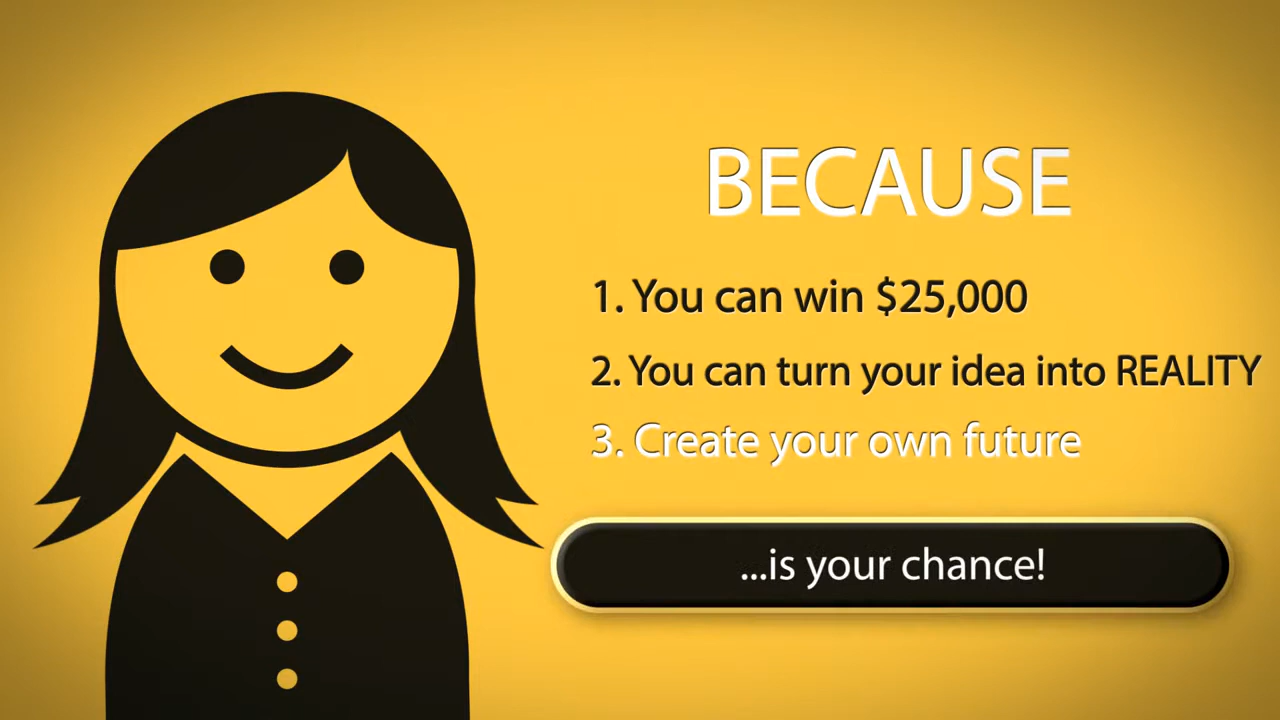 BECAUSE
1. You can win $25,000
2. You can turn your idea into REALITY
3. Create your own future
...is your chance!